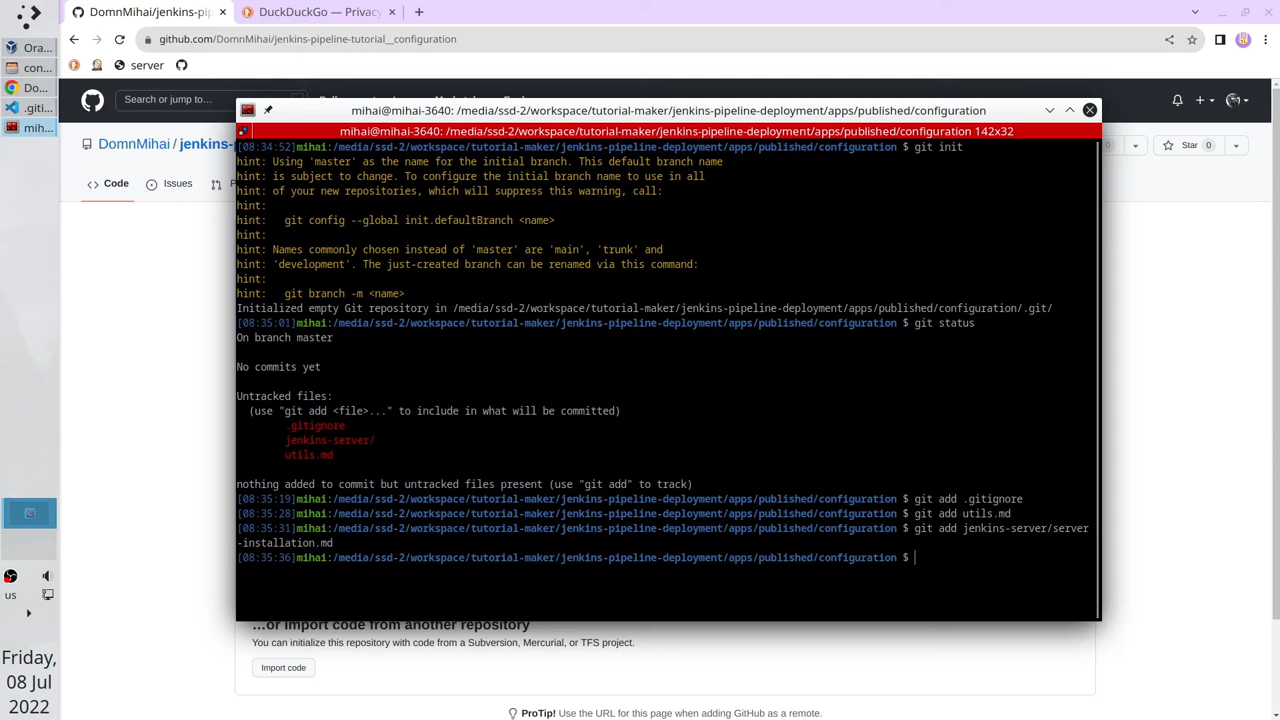 DomnMihai/jenkins-pip
DuckDuckGo — Privacy
github.com/DomnMihai/jenkins-pipeline-tutorial__configuration
server
Ora...
con...
Do...
.giti...
mih...
Search or jump to…
DomnMihai / jenkins-p
0
Star 0
Code
Issues
P
mihai@mihai-3640: /media/ssd-2/workspace/tutorial-maker/jenkins-pipeline-deployment/apps/published/configuration
mihai@mihai-3640: /media/ssd-2/workspace/tutorial-maker/jenkins-pipeline-deployment/apps/published/configuration 142x32
[08:34:52]mihai:/media/ssd-2/workspace/tutorial-maker/jenkins-pipeline-deployment/apps/published/configuration $ git init
hint: Using 'master' as the name for the initial branch. This default branch name
hint: is subject to change. To configure the initial branch name to use in all
hint: of your new repositories, which will suppress this warning, call:
hint:
hint: git config --global init.defaultBranch <name>
hint:
hint: Names commonly chosen instead of 'master' are 'main', 'trunk' and
hint: 'development'. The just-created branch can be renamed via this command:
hint:
hint: git branch -m <name>
Initialized empty Git repository in /media/ssd-2/workspace/tutorial-maker/jenkins-pipeline-deployment/apps/published/configuration/.git/
[08:35:01]mihai:/media/ssd-2/workspace/tutorial-maker/jenkins-pipeline-deployment/apps/published/configuration $ git status
On branch master
No commits yet
Untracked files:
(use "git add <file>..." to include in what will be committed)
.gitignore
jenkins-server/
utils.md
nothing added to commit but untracked files present (use "git add" to track)
[08:35:19]mihai:/media/ssd-2/workspace/tutorial-maker/jenkins-pipeline-deployment/apps/published/configuration $ git add .gitignore
[08:35:28]mihai:/media/ssd-2/workspace/tutorial-maker/jenkins-pipeline-deployment/apps/published/configuration $ git add utils.md
[08:35:31]mihai:/media/ssd-2/workspace/tutorial-maker/jenkins-pipeline-deployment/apps/published/configuration $ git add jenkins-server/server
-installation.md
[08:35:36]mihai:/media/ssd-2/workspace/tutorial-maker/jenkins-pipeline-deployment/apps/published/configuration $
…or import code from another repository
You can initialize this repository with code from a Subversion, Mercurial, or TFS project.
Import code
ProTip! Use the URL for this page when adding GitHub as a remote.
us
Friday,
08 Jul
2022